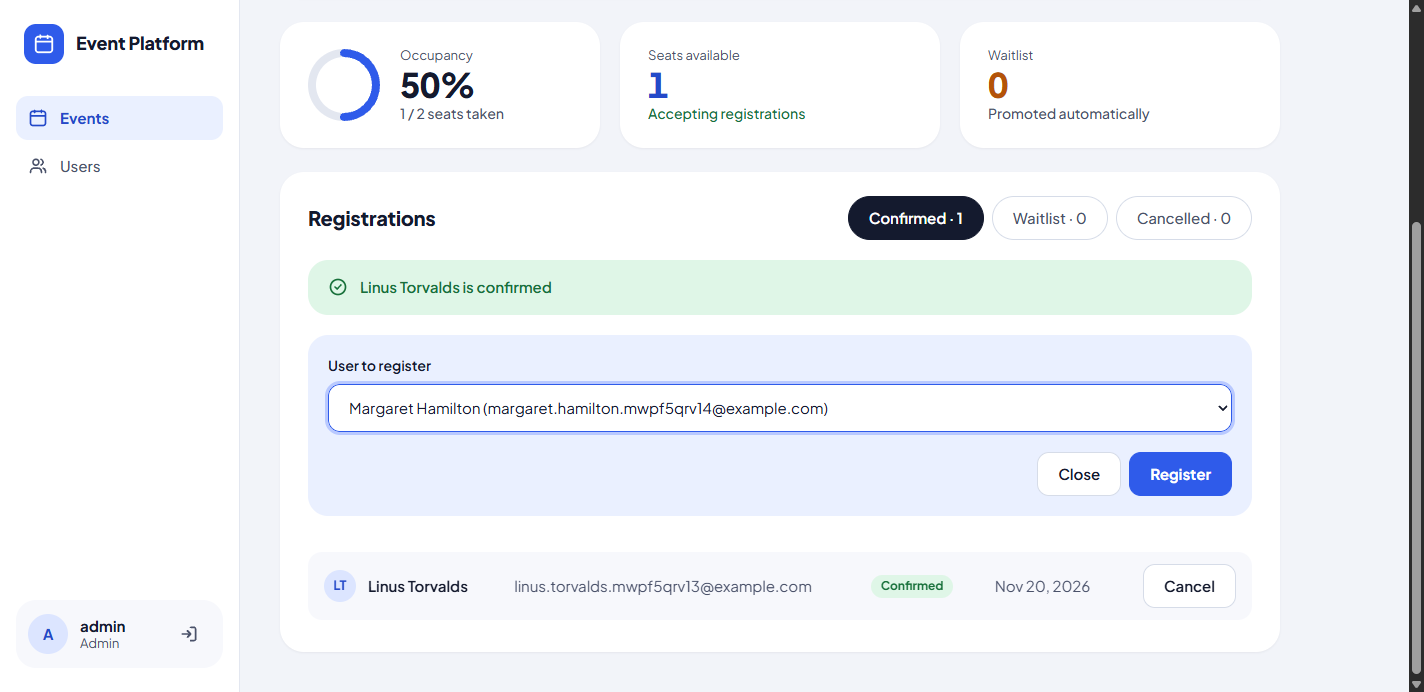 Event Platform
Events
Users
admin
A
Admin
Occupancy
50%
1 / 2 seats taken
Seats available
1
Accepting registrations
Waitlist
0
Promoted automatically
Registrations
Confirmed · 1
Waitlist · 0
Cancelled · 0
Linus Torvalds is confirmed
User to register
Margaret Hamilton (margaret.hamilton.mwpf5qrv14@example.com)
Close
Register
LT Linus Torvalds linus.torvalds.mwpf5qrv13@example.com Confirmed Nov 20, 2026 Cancel